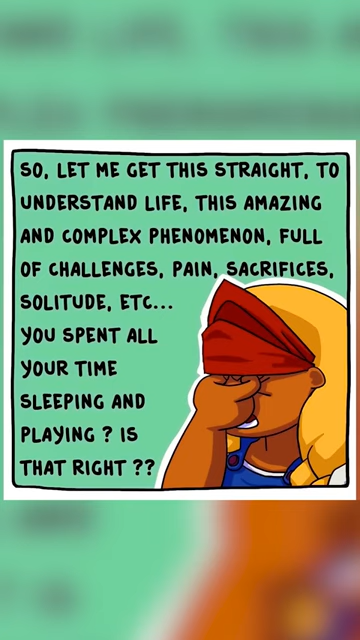 SO, LET ME GET THIS STRAIGHT, TO
UNDERSTAND LIFE, THIS AMAZING
AND COMPLEX PHENOMENON, FULL
OF CHALLENGES, PAIN, SACRIFICES,
SOLITUDE, ETC...
YOU SPENT ALL
YOUR TIME
SLEEPING AND
PLAYING ? IS
THAT RIGHT ??